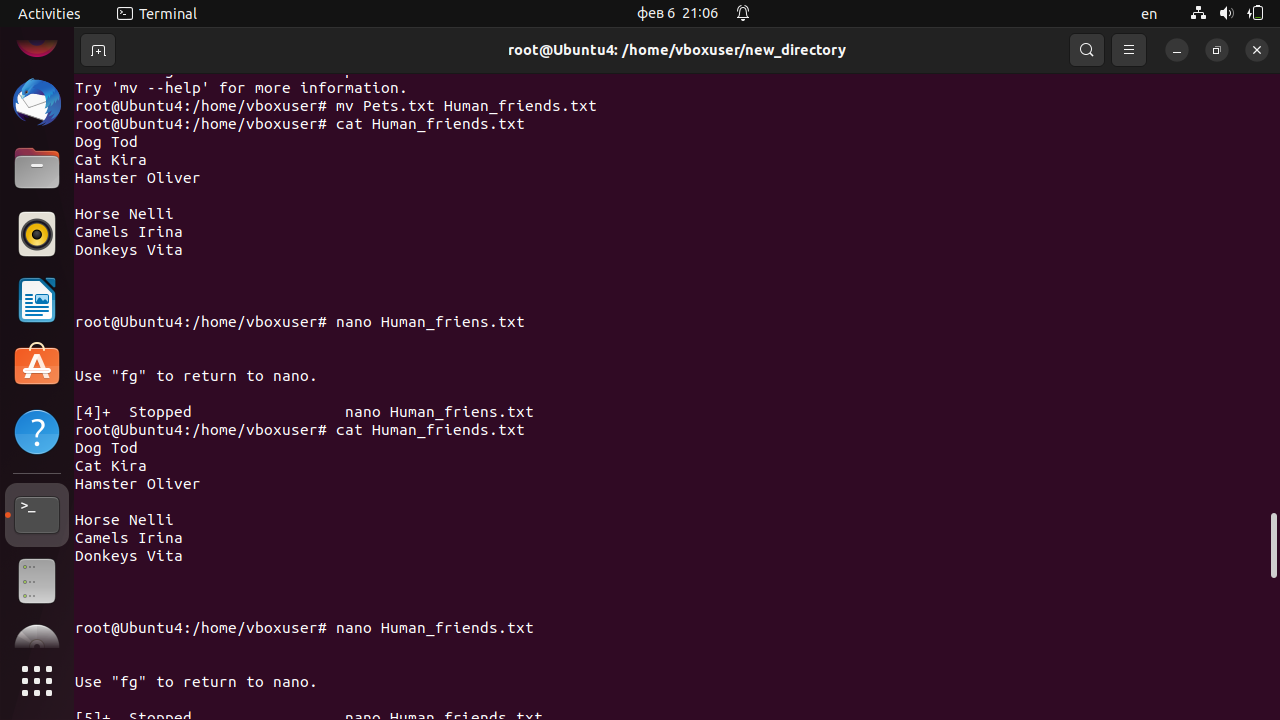 Activities
Terminal
фев 6 21:06
en
root@Ubuntu4: /home/vboxuser/new_directory
Try 'mv --help' for more information.
root@Ubuntu4:/home/vboxuser# mv Pets.txt Human_friends.txt
root@Ubuntu4:/home/vboxuser# cat Human_friends.txt
Dog Tod
Cat Kira
Hamster Oliver
Horse Nelli
Camels Irina
Donkeys Vita
root@Ubuntu4:/home/vboxuser# nano Human_friens.txt
Use "fg" to return to nano.
[4]+  Stopped                 nano Human_friens.txt
root@Ubuntu4:/home/vboxuser# cat Human_friends.txt
Dog Tod
Cat Kira
Hamster Oliver
Horse Nelli
Camels Irina
Donkeys Vita
root@Ubuntu4:/home/vboxuser# nano Human_friends.txt
Use "fg" to return to nano.
[5]+  Stopped                 nano Human_friends.txt